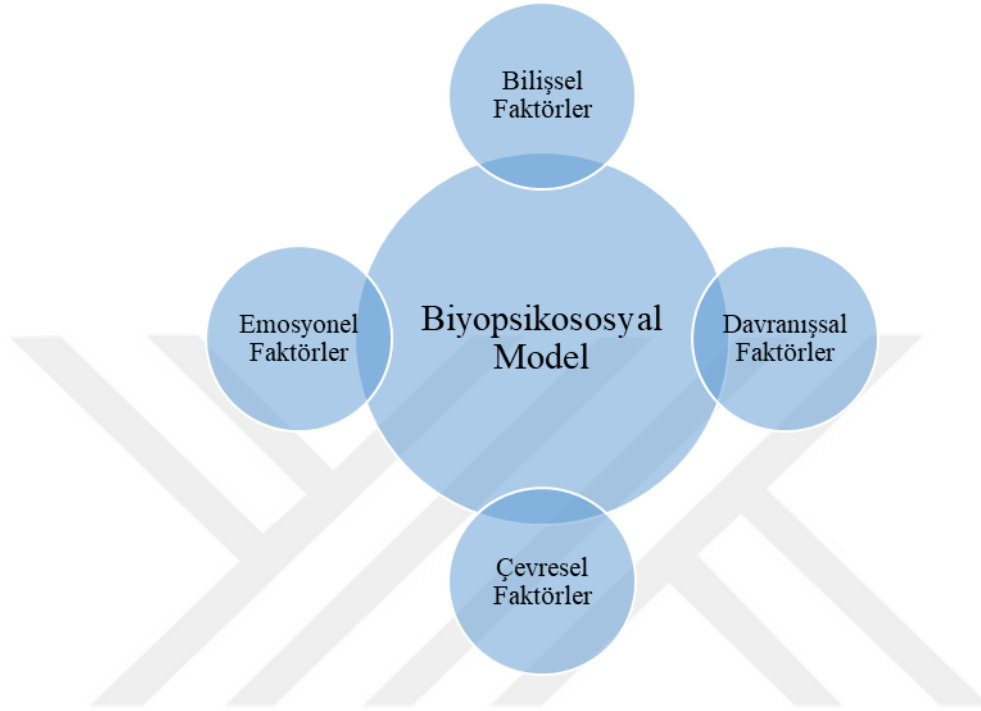 Bilişsel
Faktörler
Emosyonel
Faktörler
Biyopsikososyal
Model
Davranışsal
Faktörler
Çevresel
Faktörler